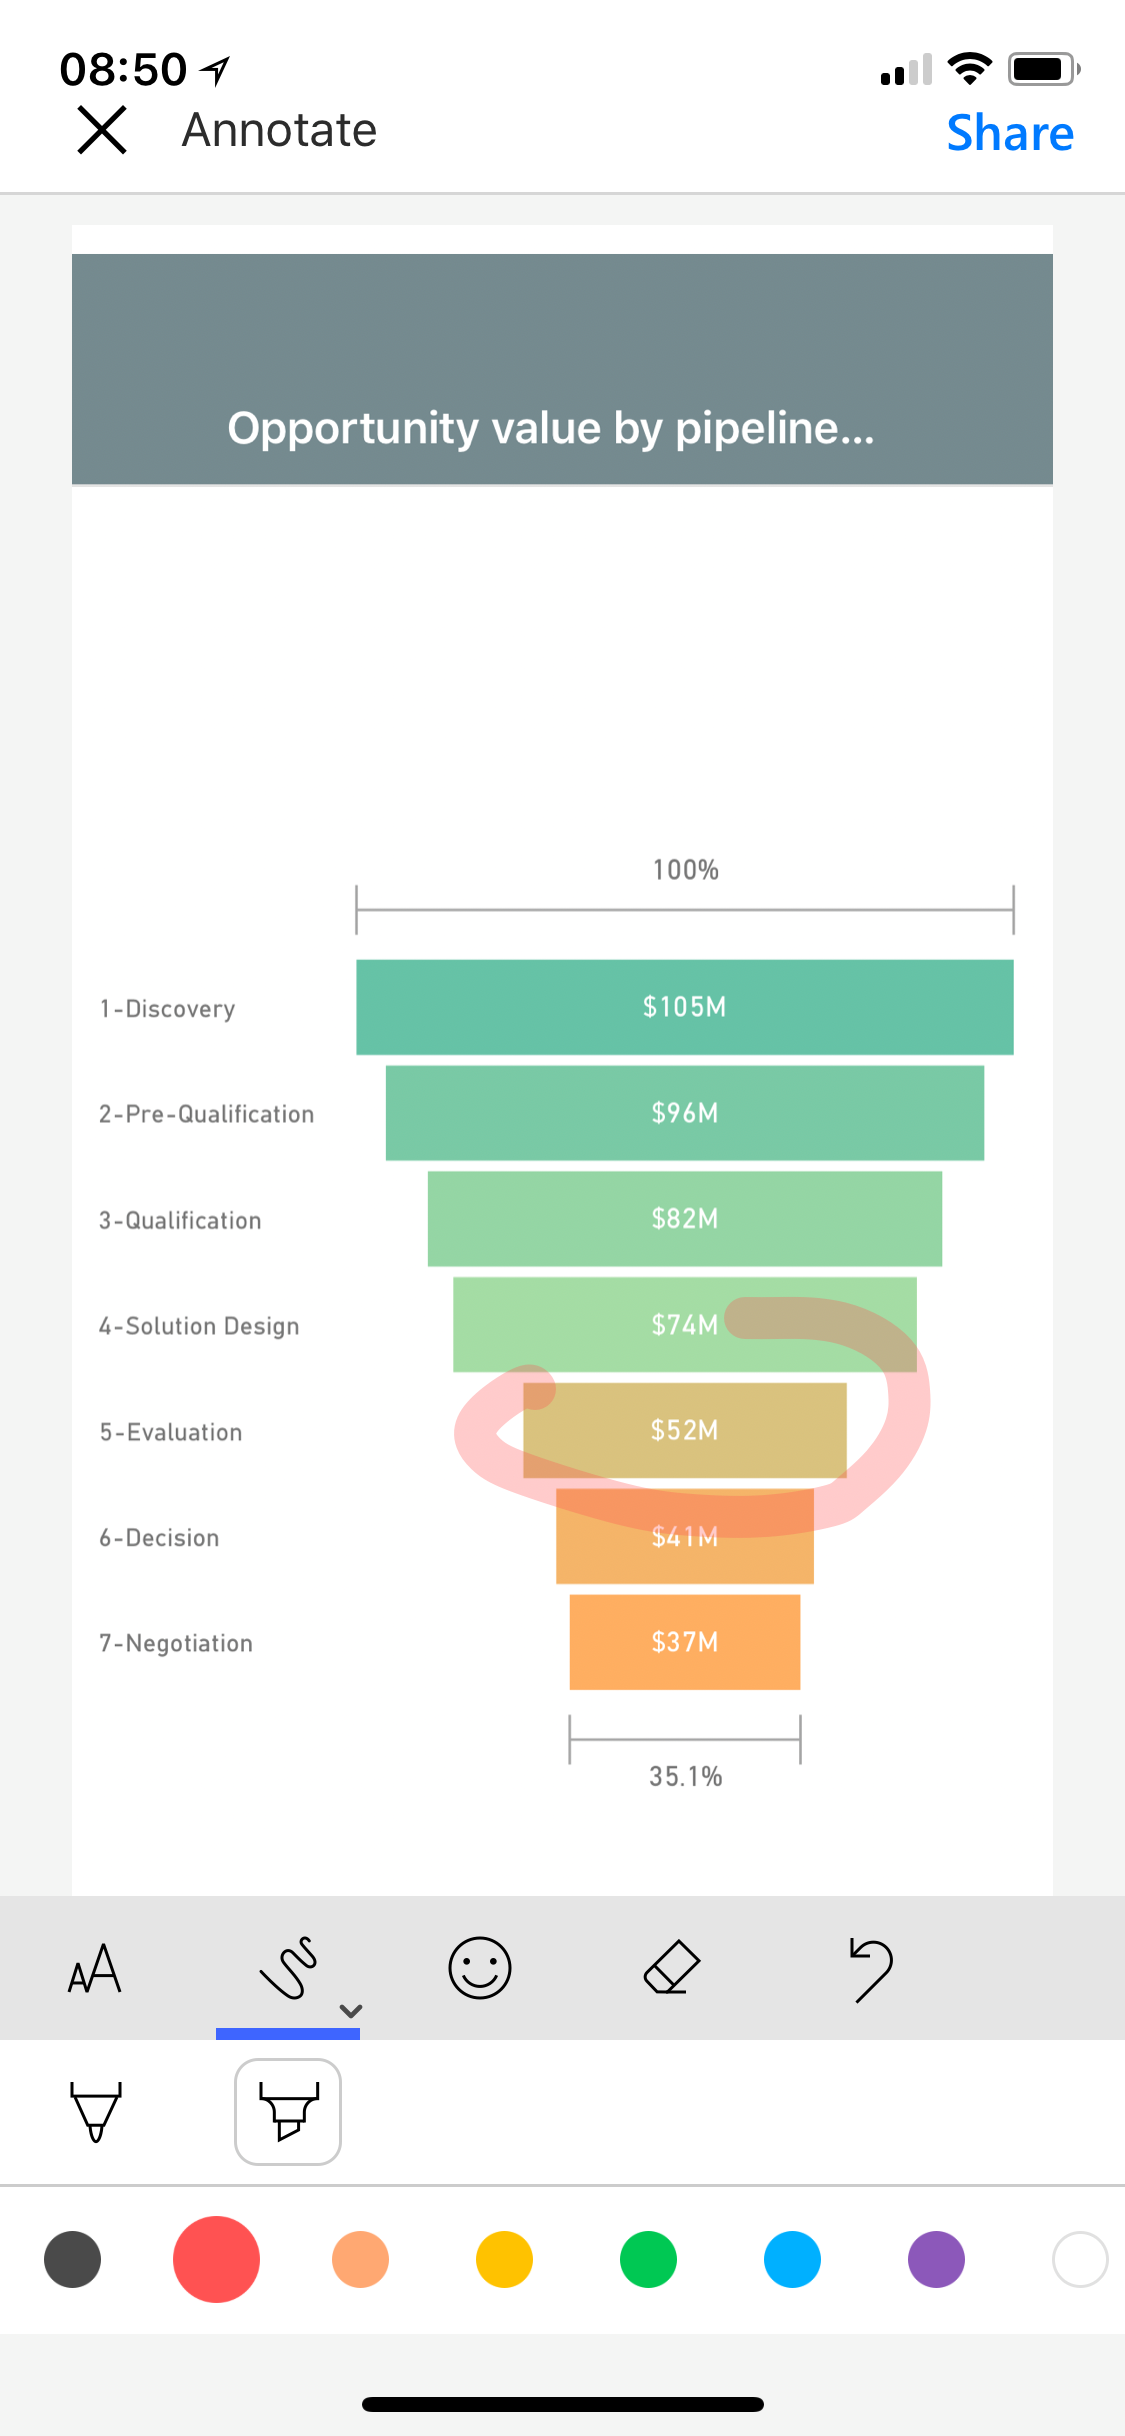 08:50
Annotate
Share
Opportunity value by pipeline...
100%
1-Discovery $105M
2-Pre-Qualification $96M
3-Qualification $82M
4-Solution Design $74M
5-Evaluation $52M
6-Decision $41M
7-Negotiation $37M
35.1%
AA